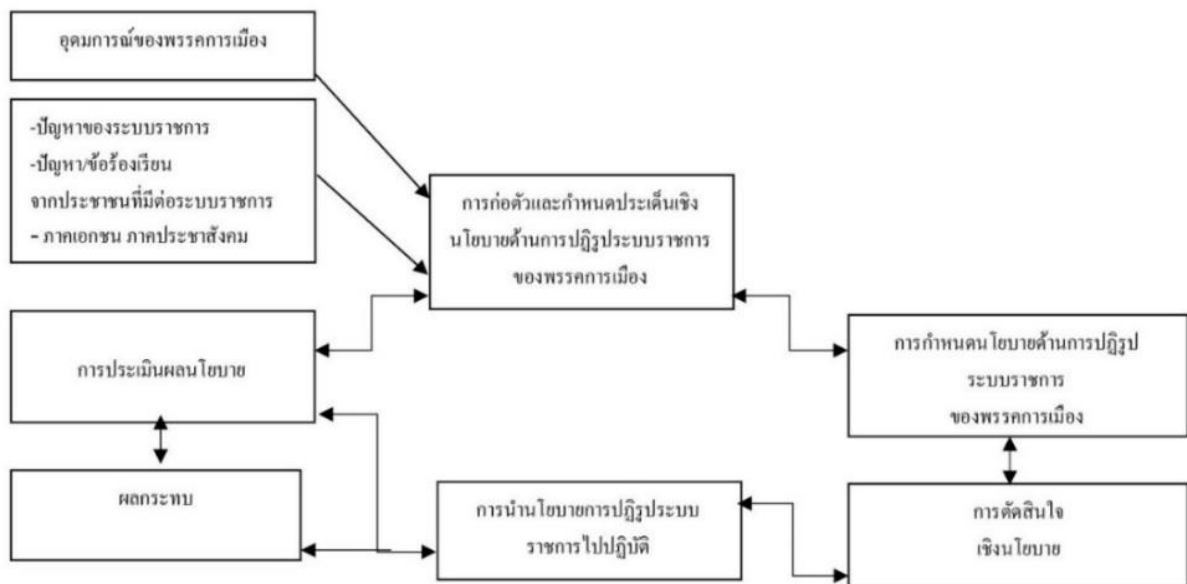 อุดมการณ์ของพรรคการเมือง
-ปัญหาของระบบราชการ
-ปัญหา/ข้อร้องเรียน
จากประชาชนที่มีต่อระบบราชการ
- ภาคเอกชน ภาคประชาสังคม
การก่อตัวและกำหนดประเด็นเชิง
นโยบายด้านการปฏิรูประบบราชการ
ของพรรคการเมือง
การประเมินผลนโยบาย
การกำหนดนโยบายด้านการปฏิรูป
ระบบราชการ
ของพรรคการเมือง
ผลกระทบ
การนำนโยบายการปฏิรูประบบ
ราชการไปปฏิบัติ
การตัดสินใจ
เชิงนโยบาย